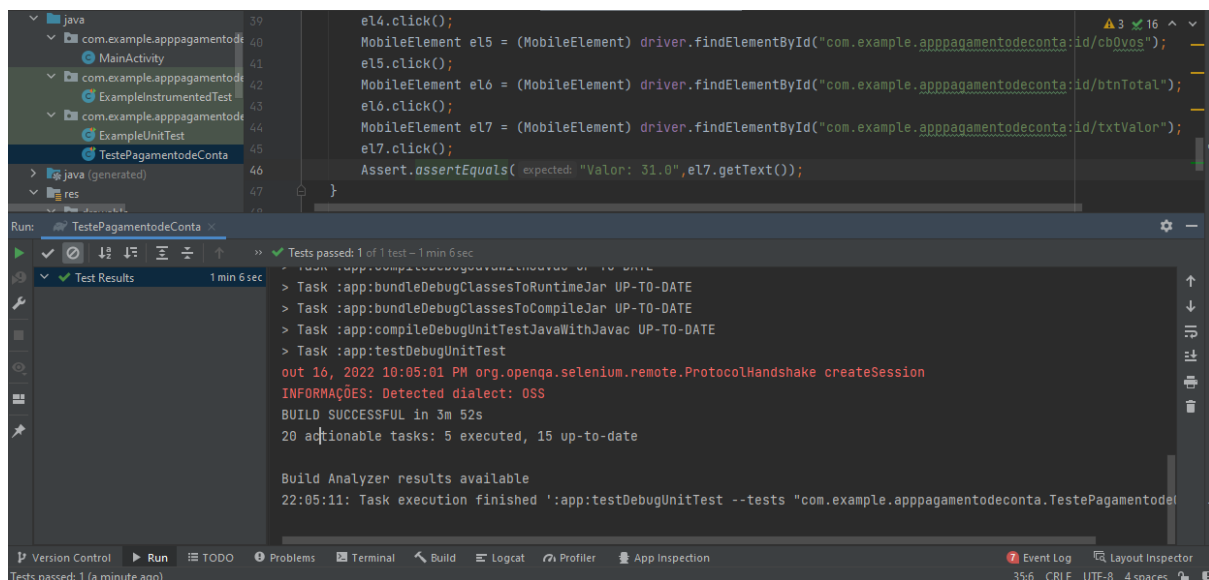 java
com.example.apppagamentode
MainActivity
com.example.apppagamentode
ExampleInstrumentedTest
com.example.apppagamentode
ExampleUnitTest
TestePagamentodeConta
java (generated)
res
39 el4.click();
40 MobileElement el5 = (MobileElement) driver.findElementById("com.example.apppagamentodeconta:id/cbOvos");
41 el5.click();
42 MobileElement el6 = (MobileElement) driver.findElementById("com.example.apppagamentodeconta:id/btnTotal");
43 el6.click();
44 MobileElement el7 = (MobileElement) driver.findElementById("com.example.apppagamentodeconta:id/txtValor");
45 el7.click();
46 Assert.assertEquals( expected: "Valor: 31.0",el7.getText());
47 }
3 16
Run: TestePagamentodeConta
Tests passed: 1 of 1 test – 1 min 6 sec
Test Results 1 min 6 sec
> Task :app:compileDebugJavaWithJavac UP-TO-DATE
> Task :app:bundleDebugClassesToRuntimeJar UP-TO-DATE
> Task :app:bundleDebugClassesToCompileJar UP-TO-DATE
> Task :app:compileDebugUnitTestJavaWithJavac UP-TO-DATE
> Task :app:testDebugUnitTest
out 16, 2022 10:05:01 PM org.openqa.selenium.remote.ProtocolHandshake createSession
INFORMAÇÕES: Detected dialect: OSS
BUILD SUCCESSFUL in 3m 52s
20 actionable tasks: 5 executed, 15 up-to-date
Build Analyzer results available
22:05:11: Task execution finished ':app:testDebugUnitTest --tests "com.example.apppagamentodeconta.TestePagamentode
Version Control Run TODO Problems Terminal Build Logcat Profiler App Inspection 7 Event Log Layout Inspector
Tests passed: 1 (a minute ago) 35:6 CRLF UTF-8 4 spaces